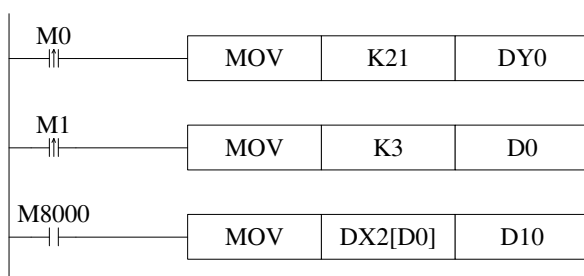 M0
MOV K21 DY0
M1
MOV K3 D0
M8000
MOV DX2[D0] D10